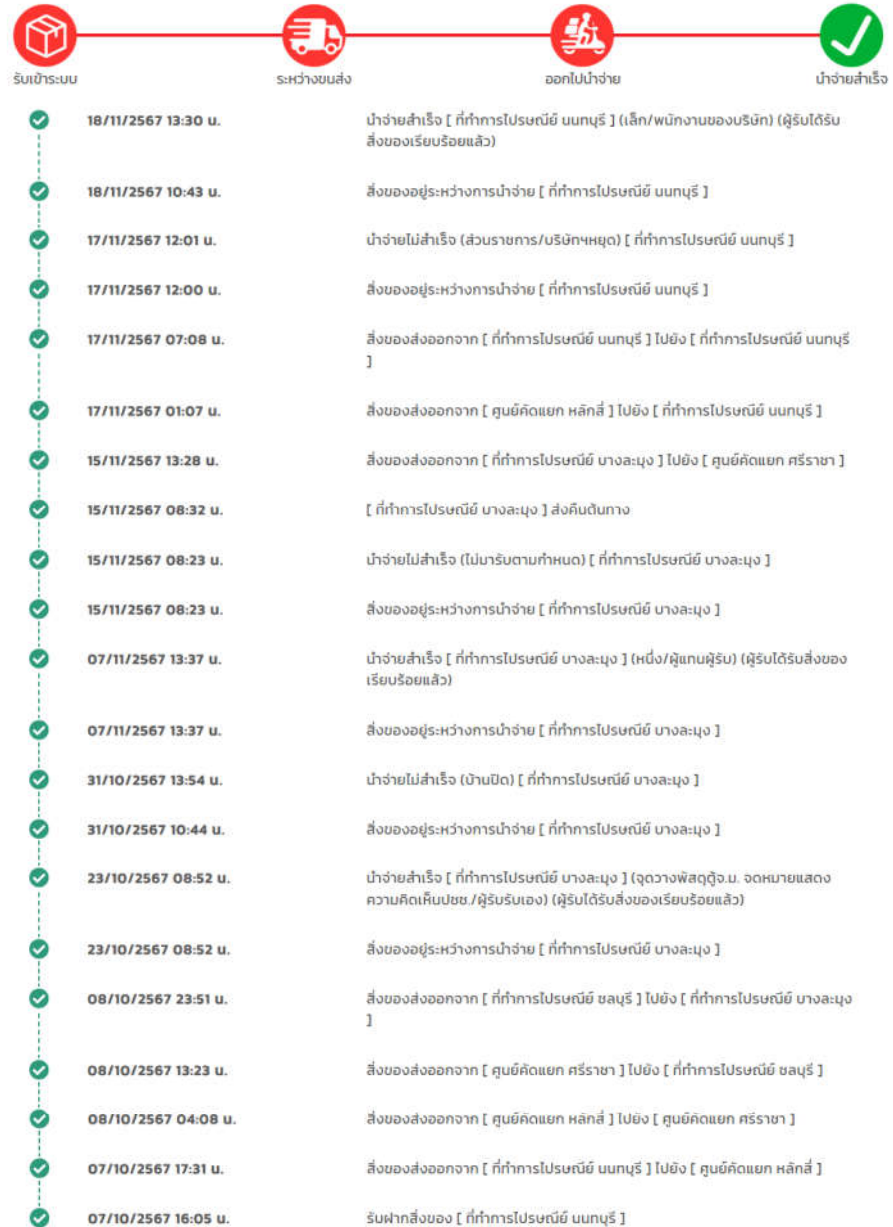 รับเข้าระบบ ระหว่างขนส่ง ออกไปนำจ่าย นำจ่ายสำเร็จ
18/11/2567 13:30 น. นำจ่ายสำเร็จ [ ที่ทำการไปรษณีย์ นนทบุรี ] (เล็ก/พนักงานของบริษัท) (ผู้รับได้รับ
สิ่งของเรียบร้อยแล้ว)
18/11/2567 10:43 น. สิ่งของอยู่ระหว่างการนำจ่าย [ ที่ทำการไปรษณีย์ นนทบุรี ]
17/11/2567 12:01 น. นำจ่ายไม่สำเร็จ (ส่วนราชการ/บริษัทฯหยุด) [ ที่ทำการไปรษณีย์ นนทบุรี ]
17/11/2567 12:00 น. สิ่งของอยู่ระหว่างการนำจ่าย [ ที่ทำการไปรษณีย์ นนทบุรี ]
17/11/2567 07:08 น. สิ่งของส่งออกจาก [ ที่ทำการไปรษณีย์ นนทบุรี ] ไปยัง [ ที่ทำการไปรษณีย์ นนทบุรี
]
17/11/2567 01:07 น. สิ่งของส่งออกจาก [ ศูนย์คัดแยก หลักสี่ ] ไปยัง [ ที่ทำการไปรษณีย์ นนทบุรี ]
15/11/2567 13:28 น. สิ่งของส่งออกจาก [ ที่ทำการไปรษณีย์ บางละมุง ] ไปยัง [ ศูนย์คัดแยก ศรีราชา ]
15/11/2567 08:32 น. [ ที่ทำการไปรษณีย์ บางละมุง ] ส่งคืนต้นทาง
15/11/2567 08:23 น. นำจ่ายไม่สำเร็จ (ไม่มารับตามกำหนด) [ ที่ทำการไปรษณีย์ บางละมุง ]
15/11/2567 08:23 น. สิ่งของอยู่ระหว่างการนำจ่าย [ ที่ทำการไปรษณีย์ บางละมุง ]
07/11/2567 13:37 น. นำจ่ายสำเร็จ [ ที่ทำการไปรษณีย์ บางละมุง ] (หนึ่ง/ผู้แทนผู้รับ) (ผู้รับได้รับสิ่งของ
เรียบร้อยแล้ว)
07/11/2567 13:37 น. สิ่งของอยู่ระหว่างการนำจ่าย [ ที่ทำการไปรษณีย์ บางละมุง ]
31/10/2567 13:54 น. นำจ่ายไม่สำเร็จ (บ้านปิด) [ ที่ทำการไปรษณีย์ บางละมุง ]
31/10/2567 10:44 น. สิ่งของอยู่ระหว่างการนำจ่าย [ ที่ทำการไปรษณีย์ บางละมุง ]
23/10/2567 08:52 น. นำจ่ายสำเร็จ [ ที่ทำการไปรษณีย์ บางละมุง ] (จุดวางพัสดุตู้จ.ม. จดหมายแสดง
ความคิดเห็นปชช./ผู้รับรับเอง) (ผู้รับได้รับสิ่งของเรียบร้อยแล้ว)
23/10/2567 08:52 น. สิ่งของอยู่ระหว่างการนำจ่าย [ ที่ทำการไปรษณีย์ บางละมุง ]
08/10/2567 23:51 น. สิ่งของส่งออกจาก [ ที่ทำการไปรษณีย์ ชลบุรี ] ไปยัง [ ที่ทำการไปรษณีย์ บางละมุง
]
08/10/2567 13:23 น. สิ่งของส่งออกจาก [ ศูนย์คัดแยก ศรีราชา ] ไปยัง [ ที่ทำการไปรษณีย์ ชลบุรี ]
08/10/2567 04:08 น. สิ่งของส่งออกจาก [ ศูนย์คัดแยก หลักสี่ ] ไปยัง [ ศูนย์คัดแยก ศรีราชา ]
07/10/2567 17:31 น. สิ่งของส่งออกจาก [ ที่ทำการไปรษณีย์ นนทบุรี ] ไปยัง [ ศูนย์คัดแยก หลักสี่ ]
07/10/2567 16:05 น. รับฝากสิ่งของ [ ที่ทำการไปรษณีย์ นนทบุรี ]